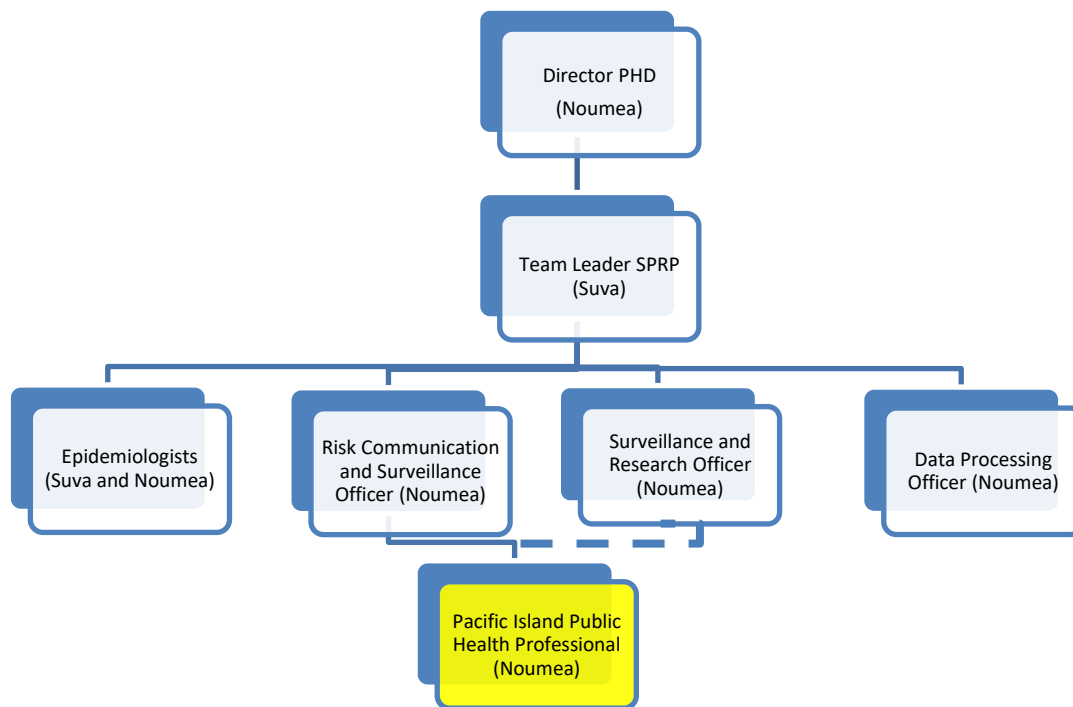 Director PHD
(Noumea)
Team Leader SPRP
(Suva)
Epidemiologists
(Suva and Noumea)
Risk Communication
and Surveillance
Officer (Noumea)
Surveillance and
Research Officer
(Noumea)
Data Processing
Officer (Noumea)
Pacific Island Public
Health Professional
(Noumea)